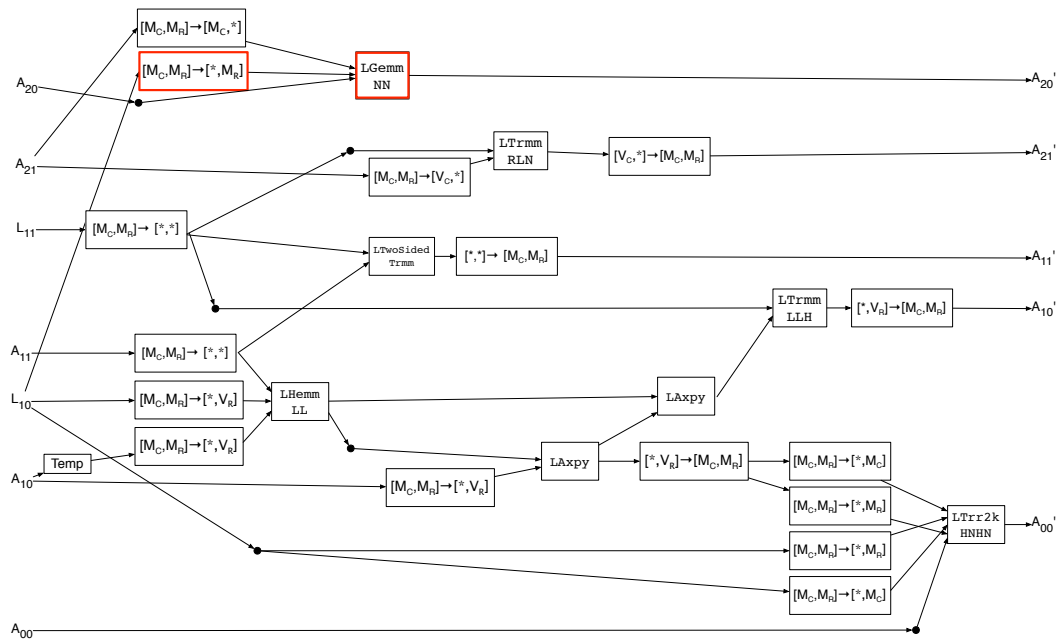 [M_C,M_R]→[M_C,*]
[M_C,M_R]→[*,M_R]
LGemm
NN
A_20
A_20'
LTrmm
RLN
[V_C,*]→[M_C,M_R]
A_21
A_21'
[M_C,M_R]→[V_C,*]
L_11
[M_C,M_R]→ [*,*]
LTwoSided
Trmm
[*,*]→ [M_C,M_R]
A_11'
LTrmm
LLH
[*,V_R]→[M_C,M_R]
A_10'
A_11
[M_C,M_R]→ [*,*]
L_10
[M_C,M_R]→[*,V_R]
LHemm
LL
LAxpy
[M_C,M_R]→[*,V_R]
Temp
A_10
[M_C,M_R]→[*,V_R]
LAxpy
[*,V_R]→[M_C,M_R]
[M_C,M_R]→[*,M_C]
[M_C,M_R]→[*,M_R]
LTrr2k
HNHN
A_00'
[M_C,M_R]→[*,M_R]
[M_C,M_R]→[*,M_C]
A_00